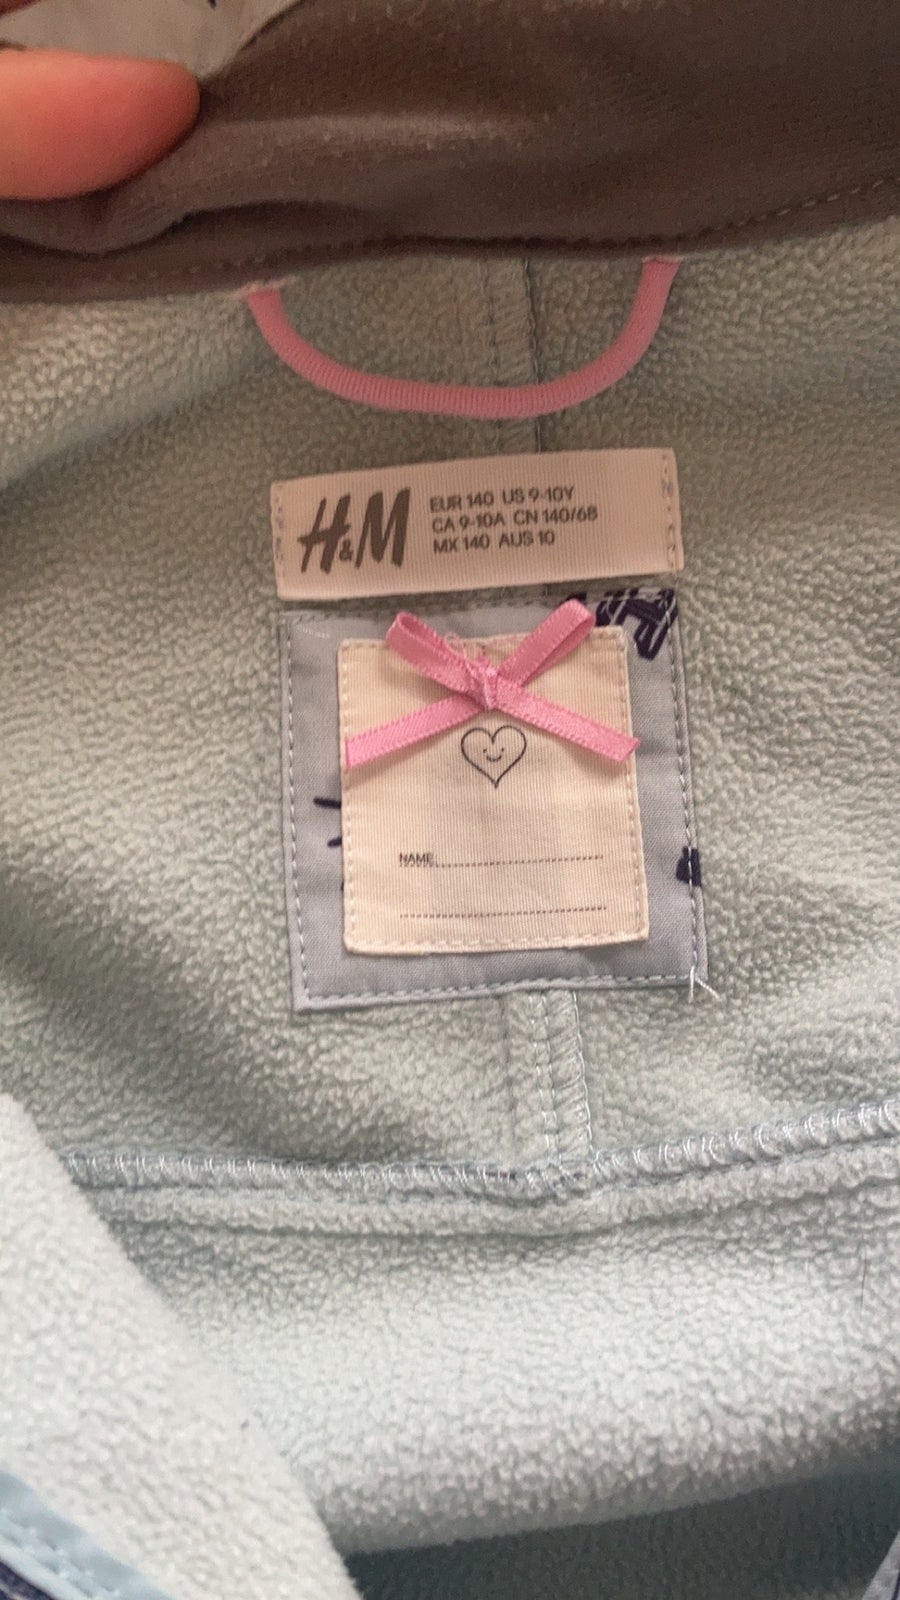 H&M
EUR 140 US 9-10Y
CA 9-10A CN 140/68
MX 140 AUS 10
NAME